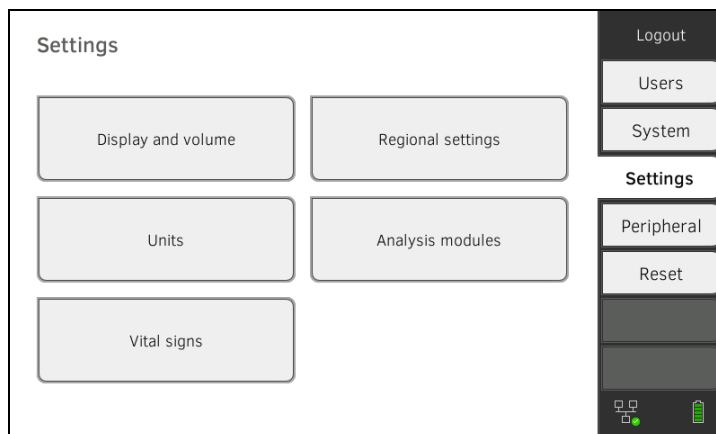 Settings
Display and volume
Regional settings
Units
Analysis modules
Vital signs
Logout
Users
System
Settings
Peripheral
Reset